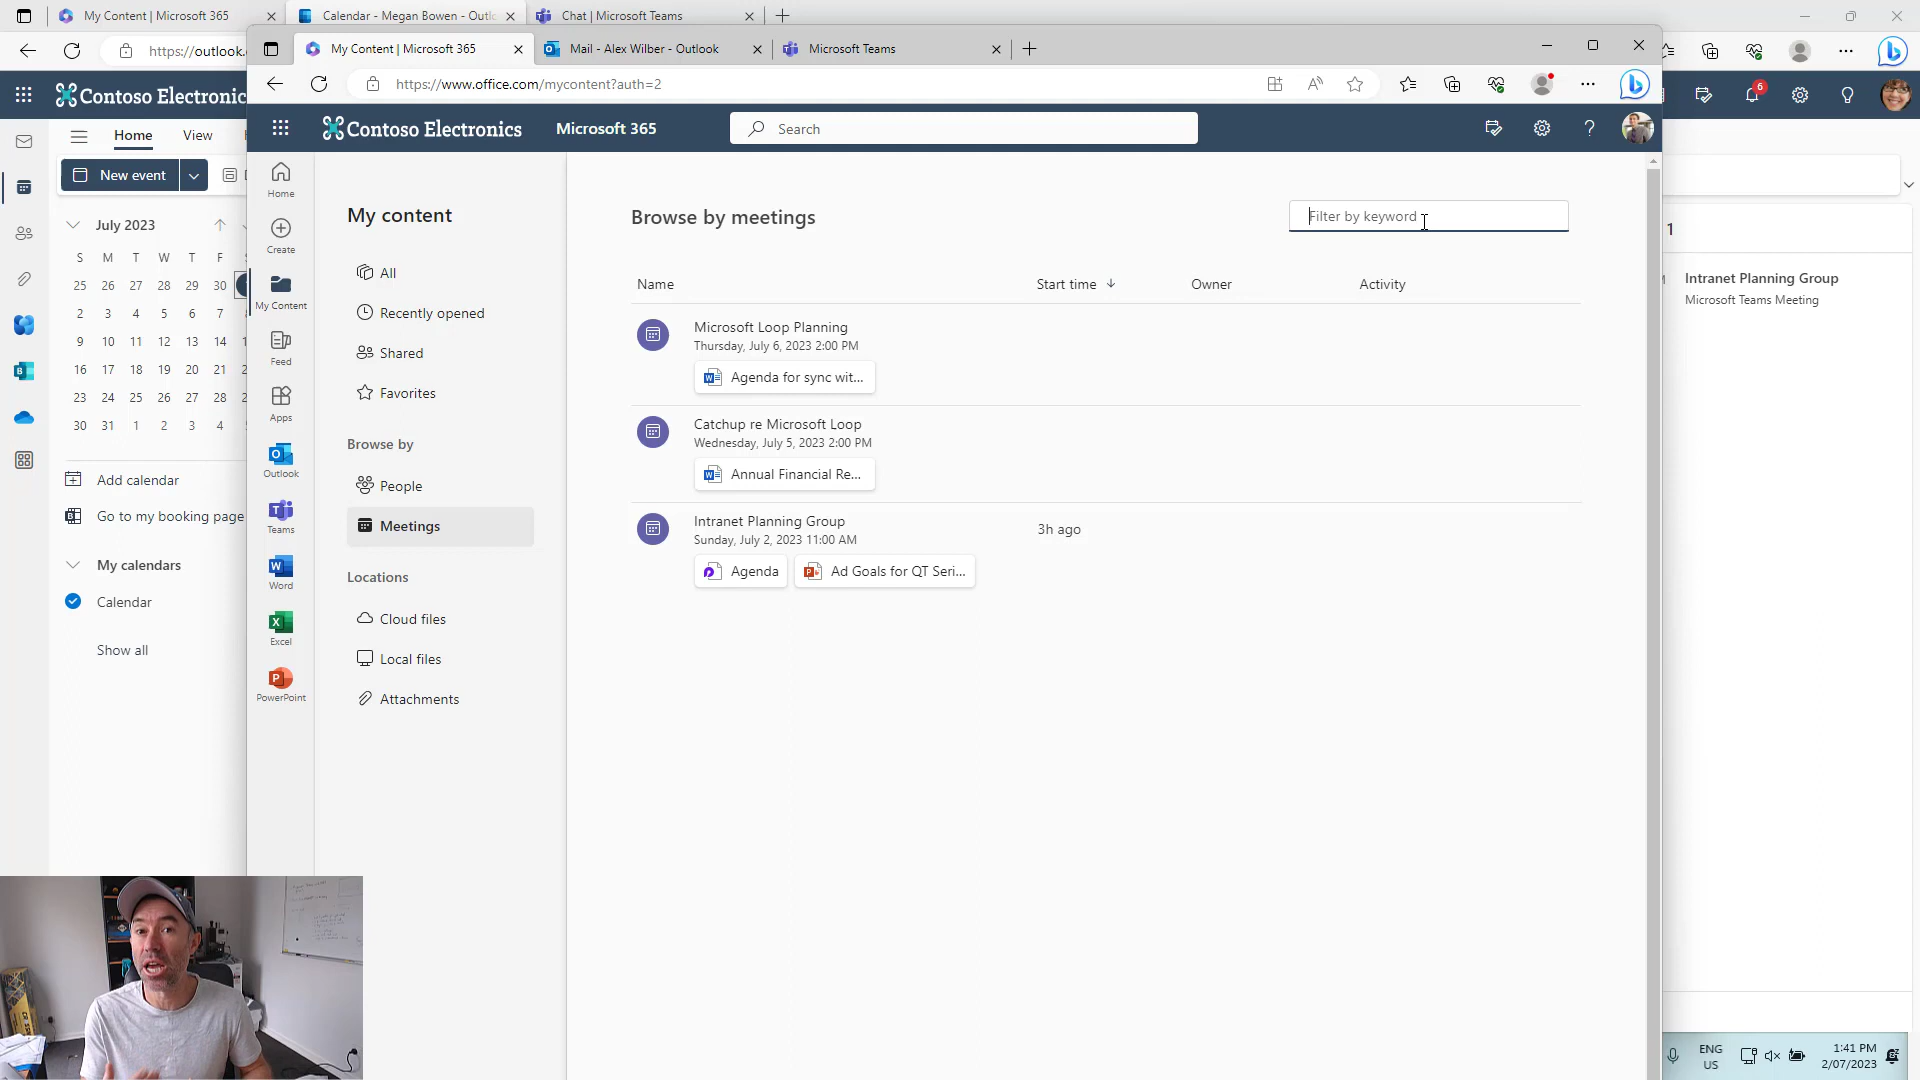 My Content | Microsoft 365
Calendar - Megan Bowen - Outlo
Chat | Microsoft Teams
https://outlook.
My Content | Microsoft 365
Mail - Alex Wilber - Outlook
Microsoft Teams
https://www.office.com/mycontent?auth=2
Contoso Electronics
Contoso Electronics
Microsoft 365
Search
6
Home
View
New event
July 2023
S M T W T F S
25 26 27 28 29 30
2 3 4 5 6 7
9 10 11 12 13 14
16 17 18 19 20 21
23 24 25 26 27 28
30 31 1 2 3 4
Add calendar
Go to my booking page
My calendars
Calendar
Show all
Home
Create
My Content
Feed
Apps
Outlook
Teams
Word
Excel
PowerPoint
My content
All
Recently opened
Shared
Favorites
Browse by
People
Meetings
Locations
Cloud files
Local files
Attachments
Browse by meetings
Filter by keyword
Name
Start time
Owner
Activity
Microsoft Loop Planning
Thursday, July 6, 2023 2:00 PM
Agenda for sync wit...
Catchup re Microsoft Loop
Wednesday, July 5, 2023 2:00 PM
Annual Financial Re...
Intranet Planning Group
Sunday, July 2, 2023 11:00 AM
3h ago
Agenda
Ad Goals for QT Seri...
1
Intranet Planning Group
Microsoft Teams Meeting
ENG
US
1:41 PM
2/07/2023